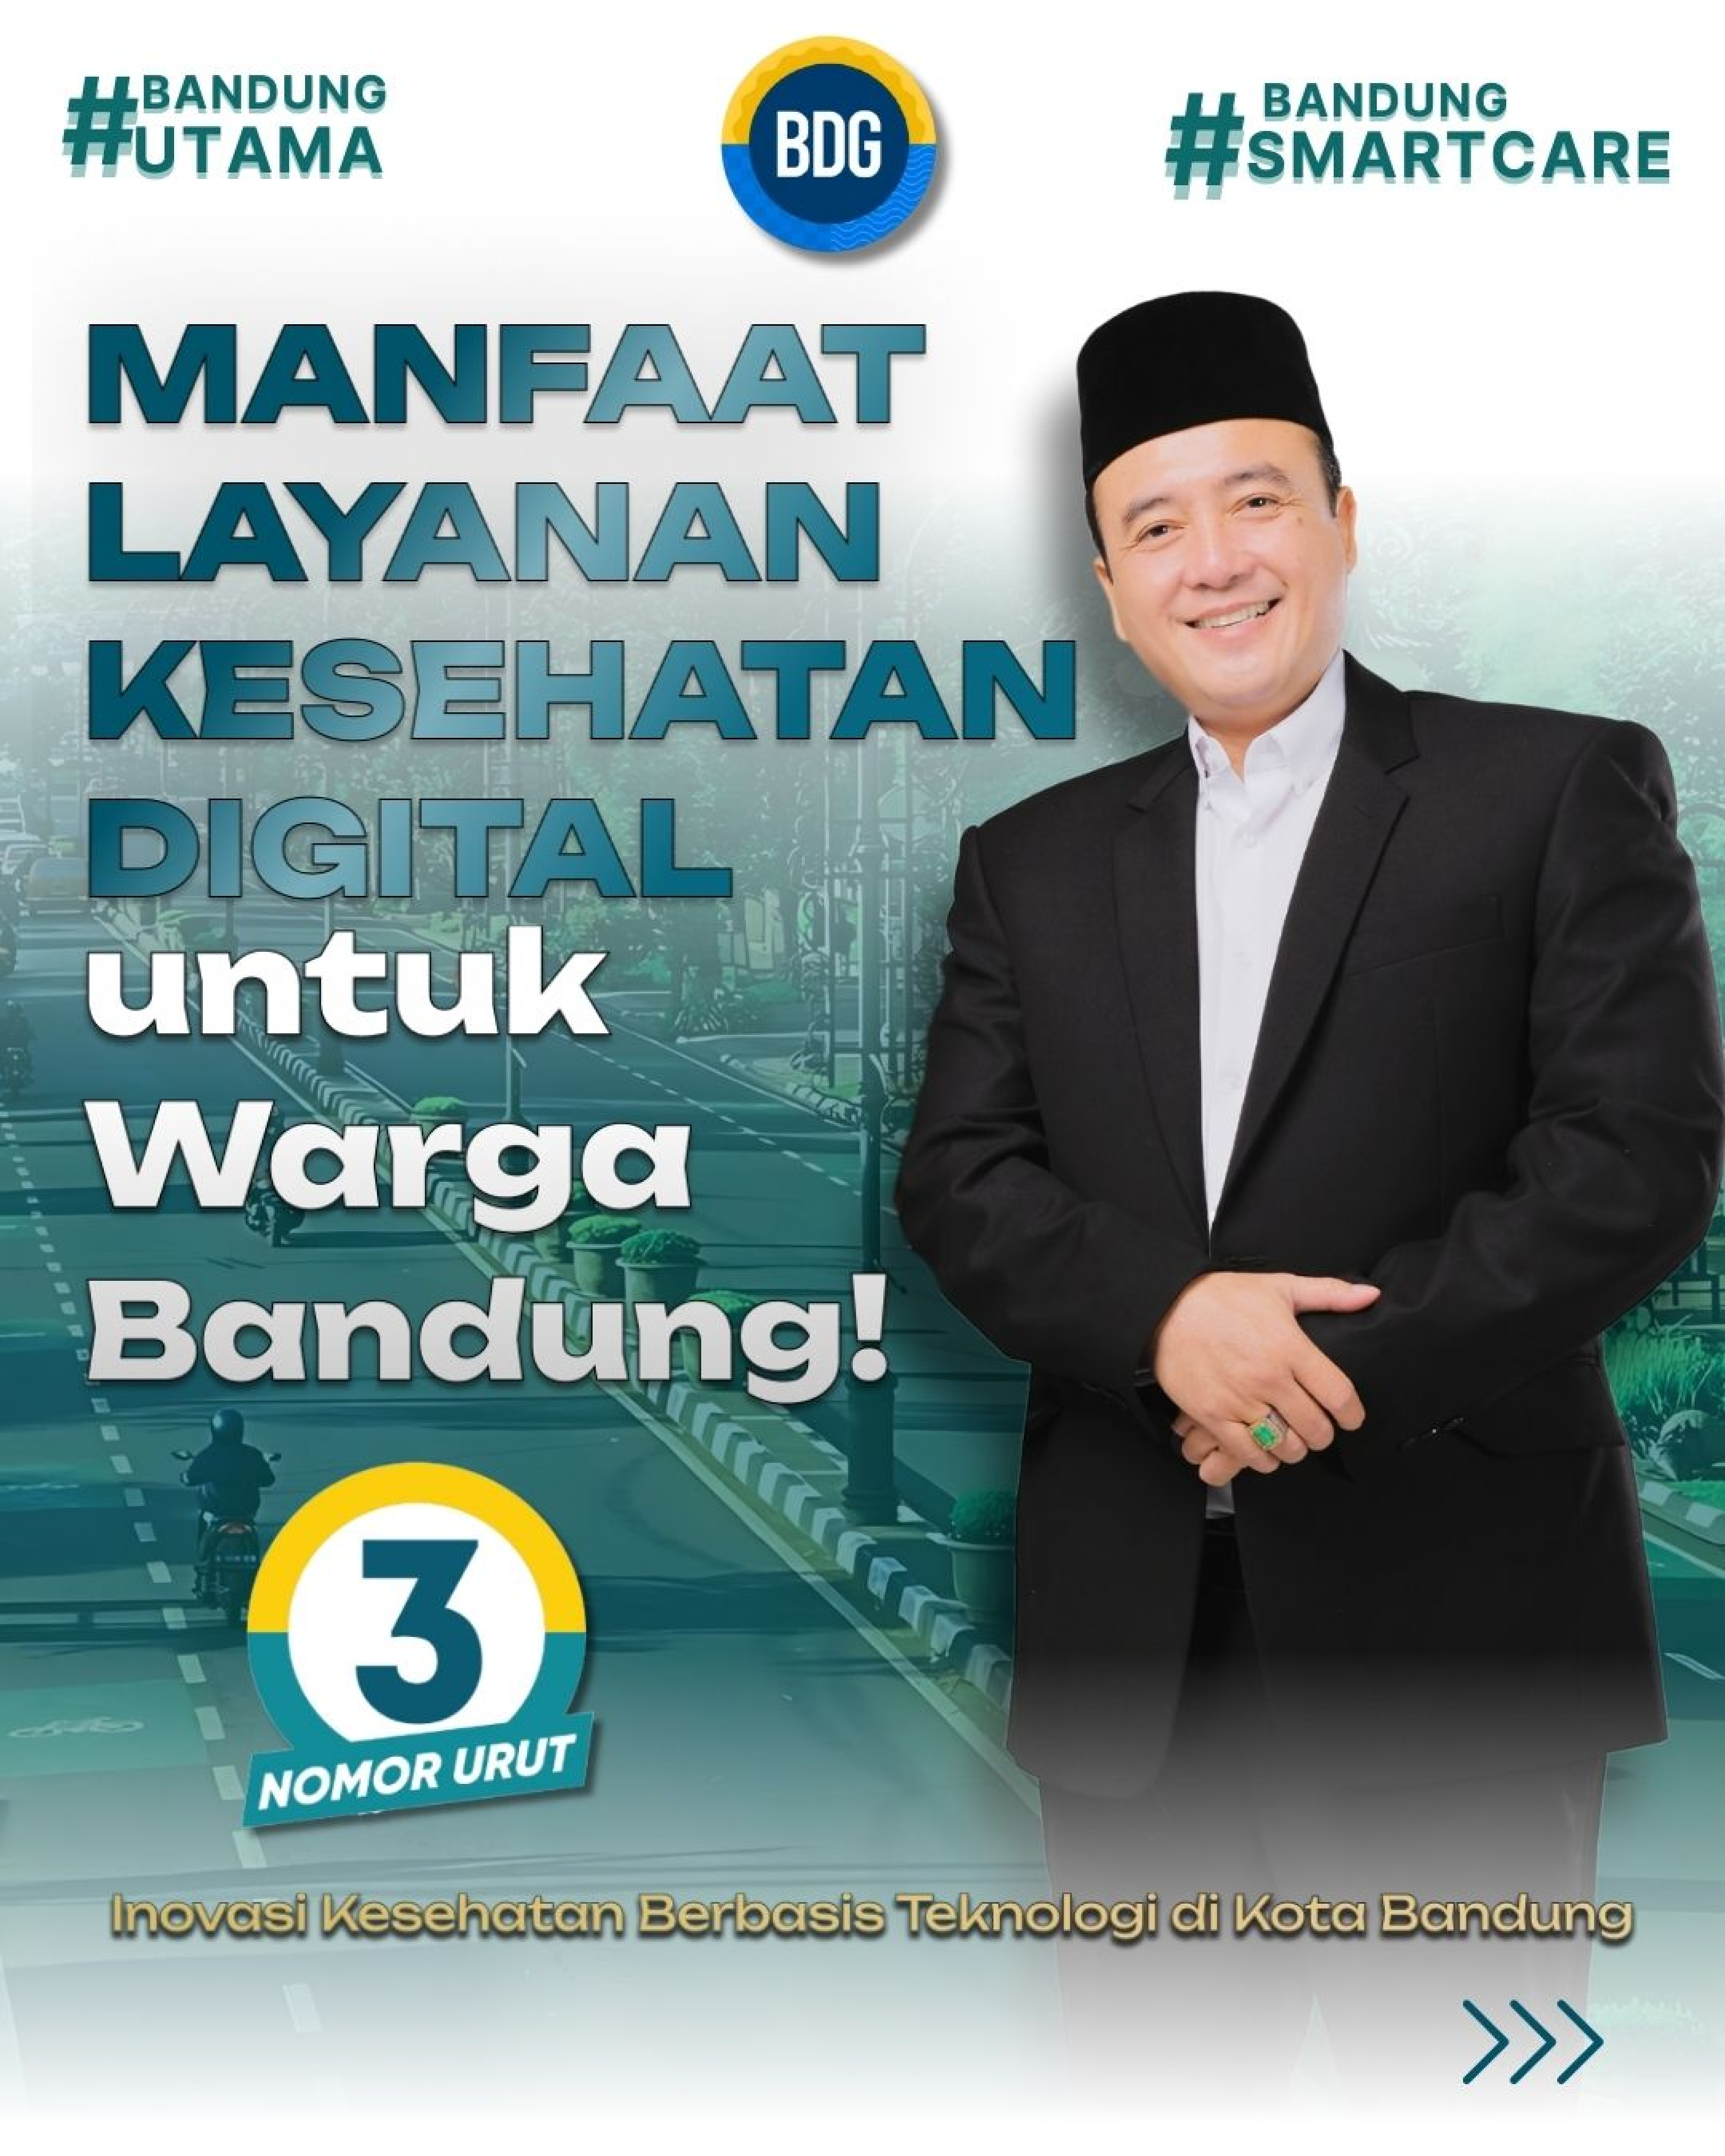 #BANDUNG
UTAMA
BDG
#BANDUNG
SMARTCARE
MANFAAT
LAYANAN
KESEHATAN
DIGITAL
untuk
Warga
Bandung!
3
NOMOR URUT
Inovasi Kesehatan Berbasis Teknologi di Kota Bandung